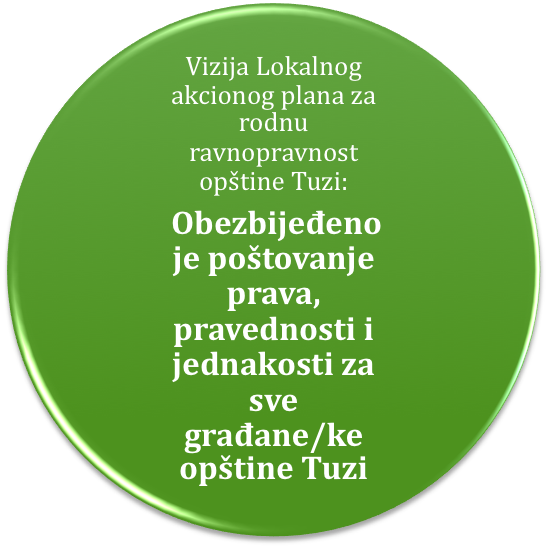 Vizija Lokalnog
akcionog plana za
rodnu
ravnopravnost
opštine Tuzi:
Obezbijeđeno
je poštovanje
prava,
pravednosti i
jednakosti za
sve
građane/ke
opštine Tuzi